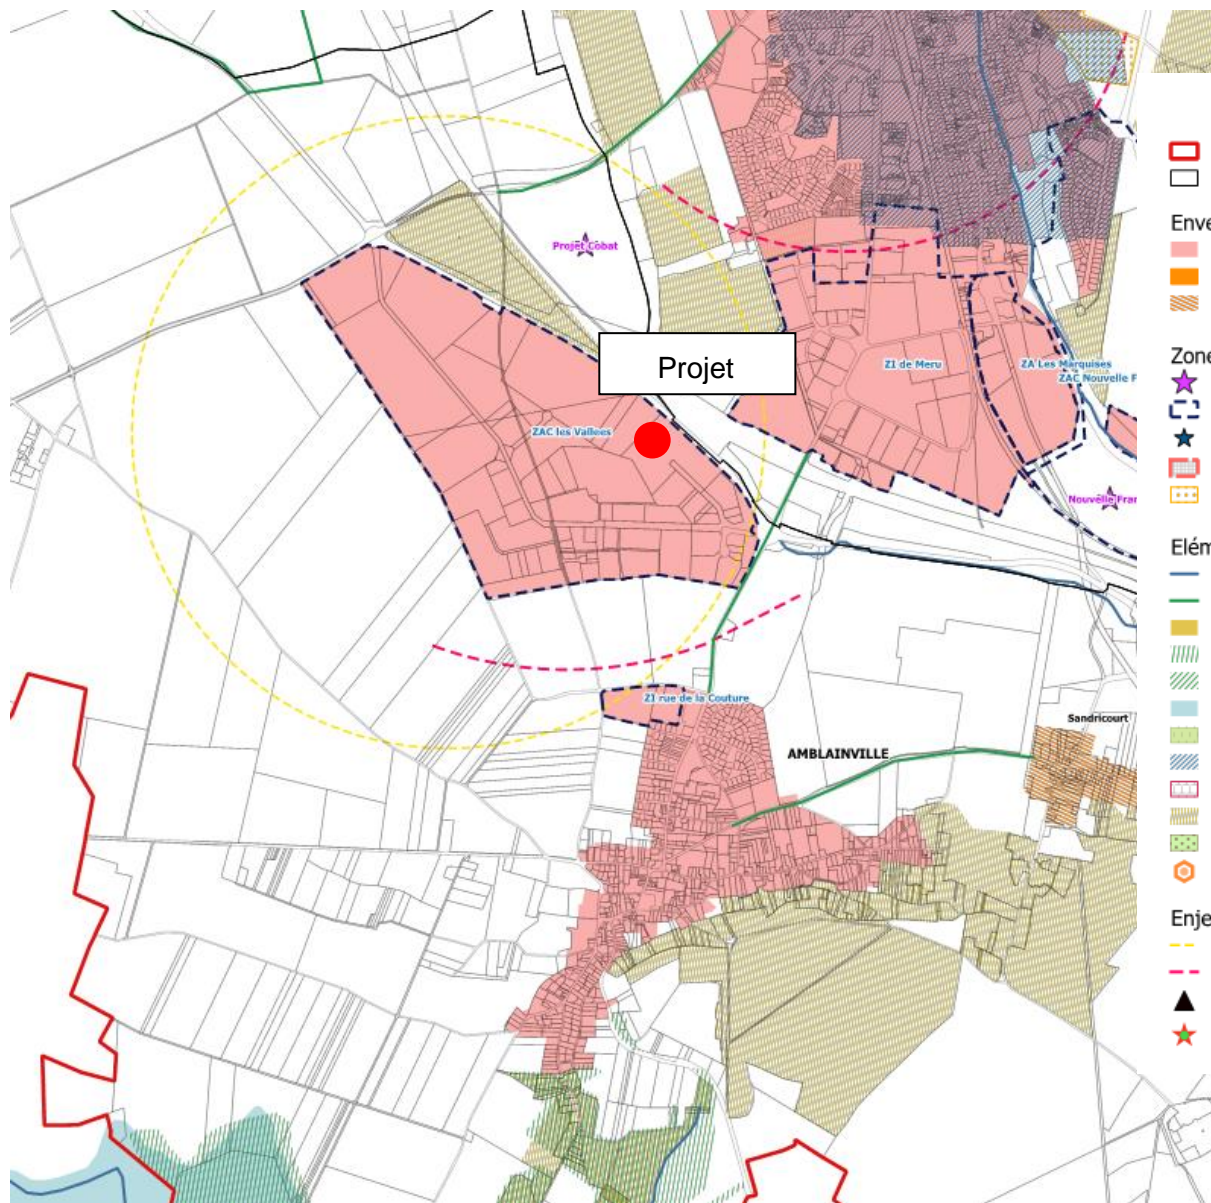 Projet Cobat
Projet
ZI de Meru
ZA Les Marquises
ZAC Nouvelle F
ZAC les Vallees
Nouvelle Fran
ZI rue de la Couture
Sandricourt
AMBLAINVILLE
Enve
Zone
Elém
Enje